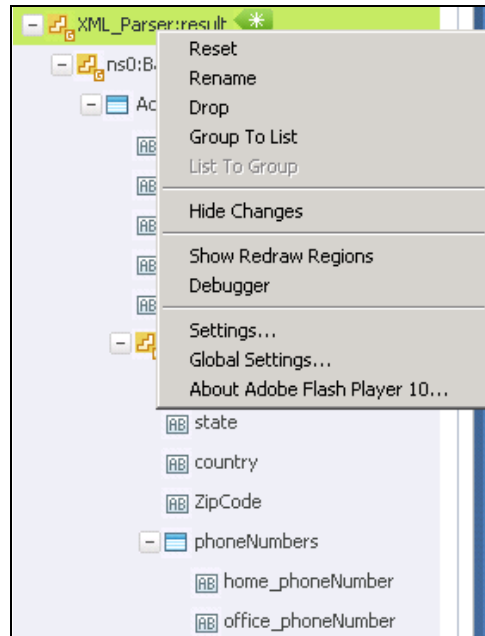 XML_Parser:result
Reset
ns0:B
Rename
Ac
Drop
Group To List
List To Group
Hide Changes
Show Redraw Regions
Debugger
Settings...
Global Settings...
About Adobe Flash Player 10...
state
country
ZipCode
phoneNumbers
home_phoneNumber
office_phoneNumber